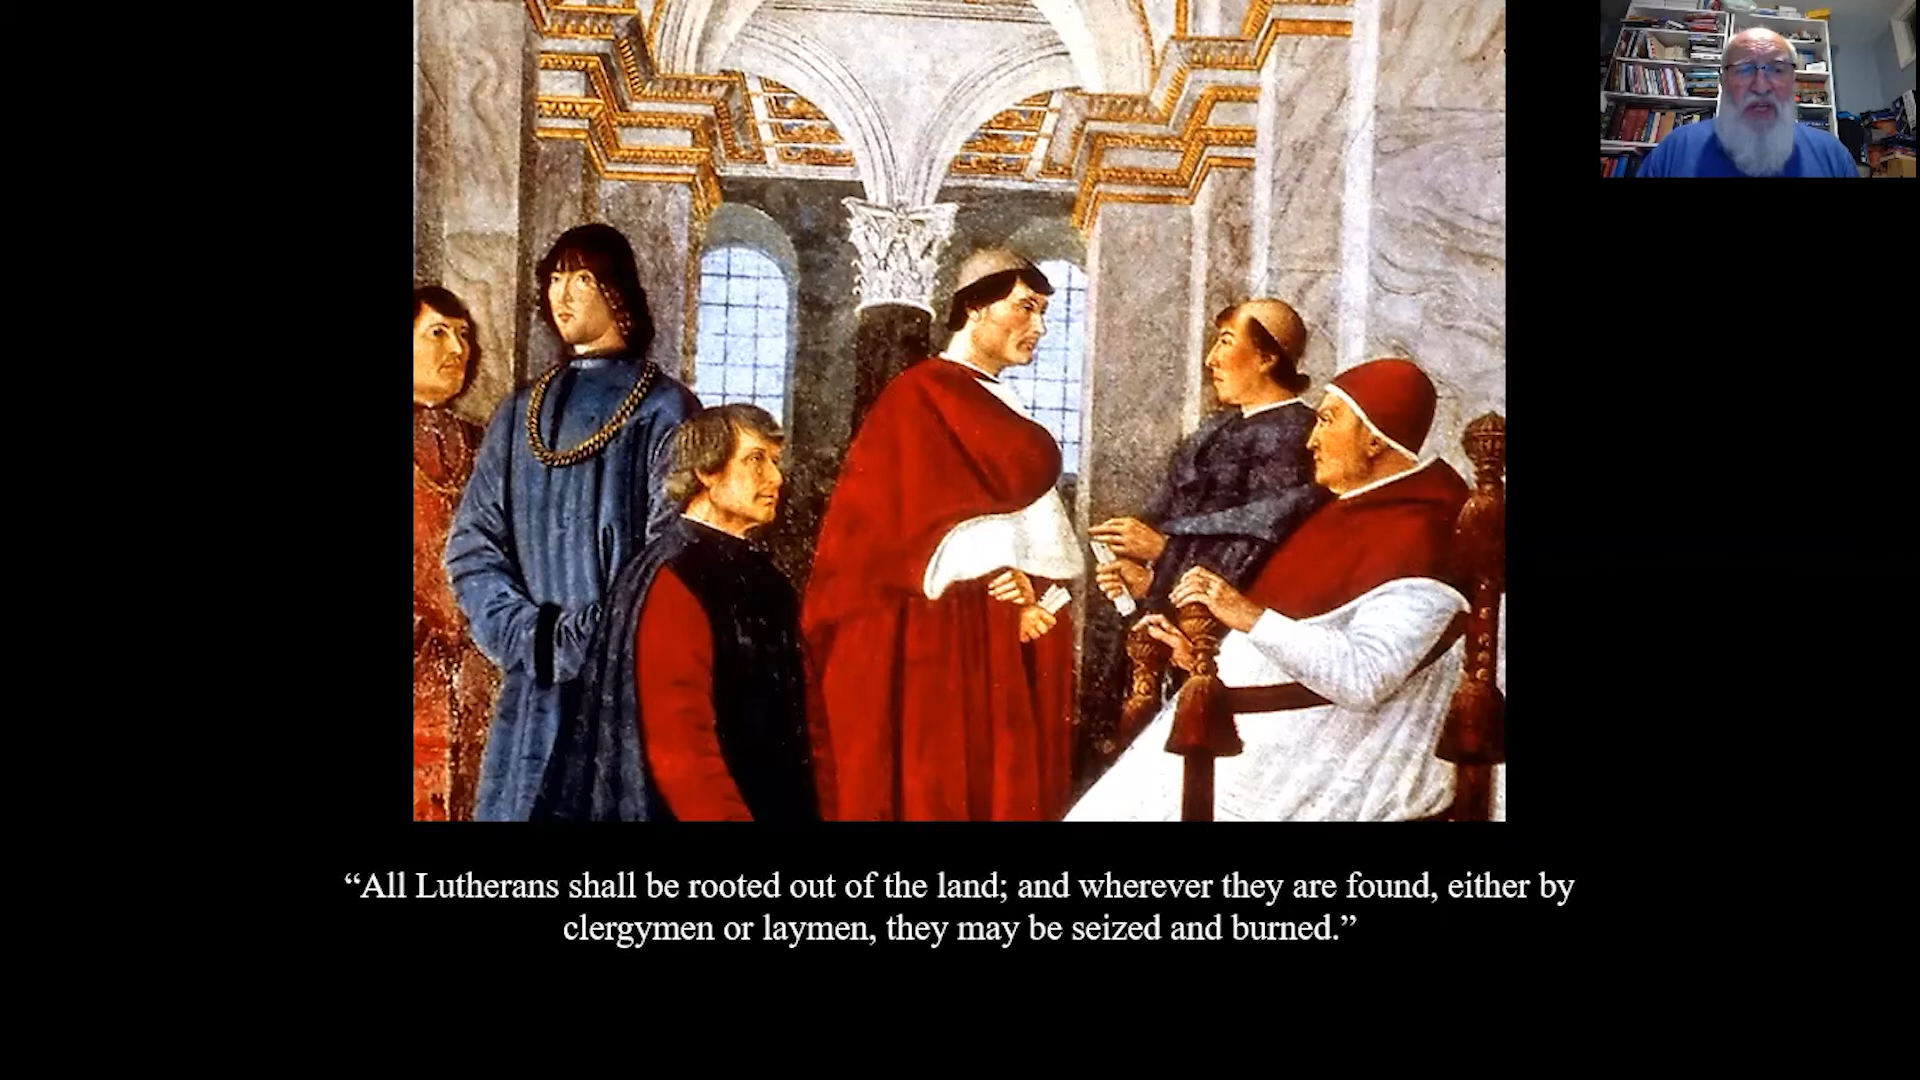 “All Lutherans shall be rooted out of the land; and wherever they are found, either by
clergymen or laymen, they may be seized and burned.”